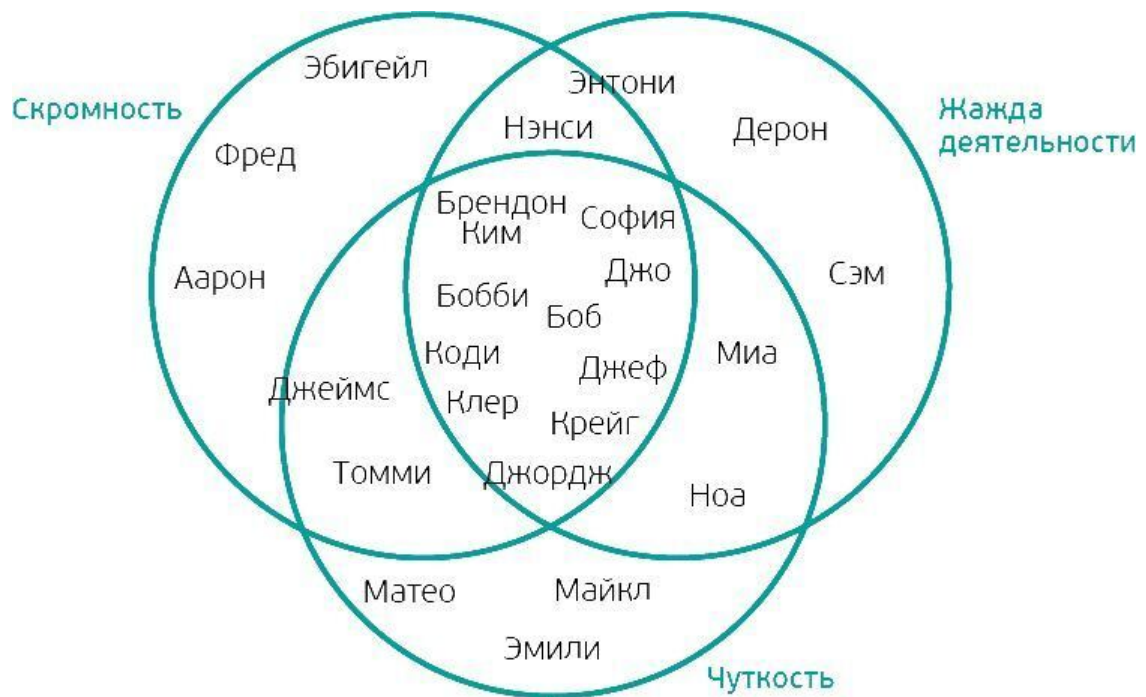 Эбигейл
Энтони
Скромность
Жажда
деятельности
Нэнси
Дерон
Фред
Брендон
София
Ким
Джо
Сэм
Аарон
Бобби
Боб
Коди
Миа
Джеф
Джеймс
Клер
Крейг
Томми
Джордж
Ноа
Матео
Майкл
Эмили
Чуткость